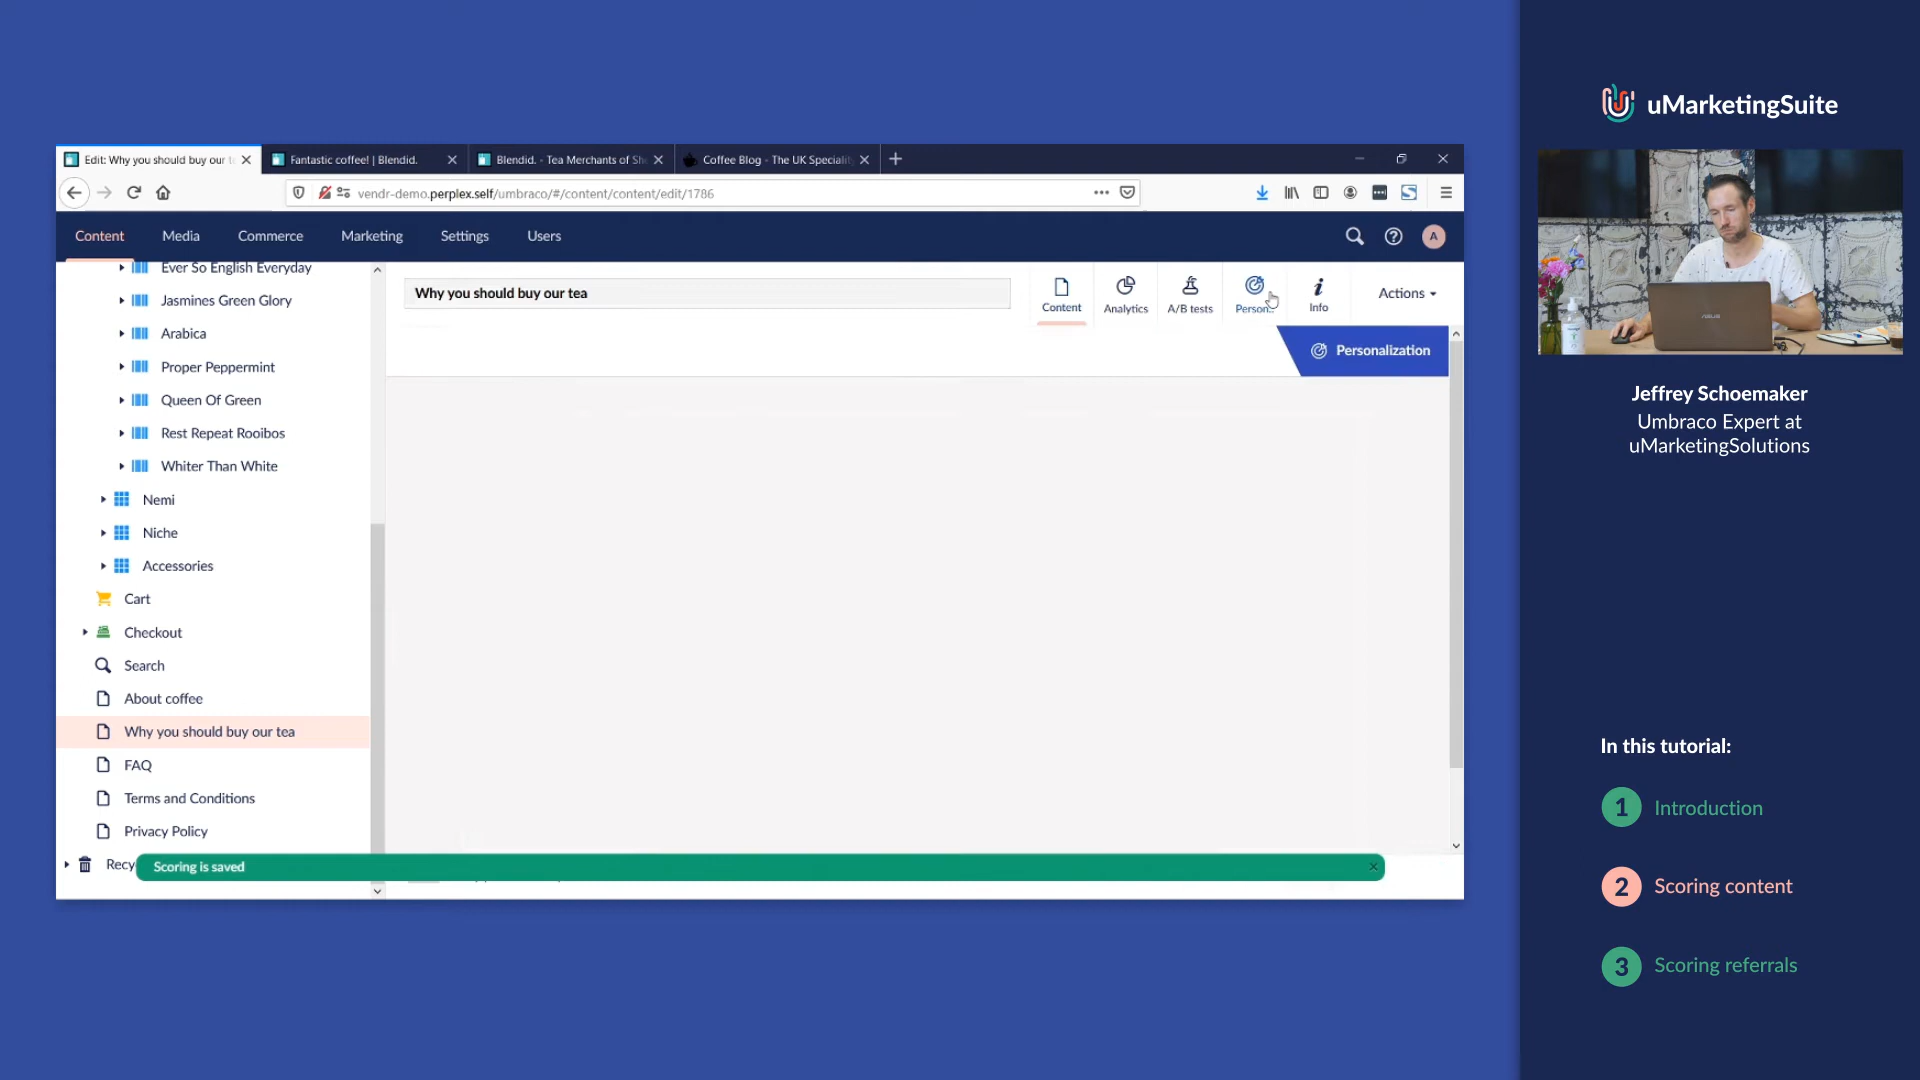 Edit: Why you should buy our t
Fantastic coffee! | Blendid.
Blendid. - Tea Merchants of Sh
Coffee Blog - The UK Speciali
vendr-demo.perplex.self/umbraco/#/content/content/edit/1786
Content
Media
Commerce
Marketing
Settings
Users
A
Ever So English Everyday
Jasmines Green Glory
Arabica
Proper Peppermint
Queen Of Green
Rest Repeat Rooibos
Whiter Than White
Nemi
Niche
Accessories
Cart
Checkout
Search
About coffee
Why you should buy our tea
FAQ
Terms and Conditions
Privacy Policy
Recy
Why you should buy our tea
Content
Analytics
A/B tests
Person...
Info
Actions
Personalization
Scoring is saved
uMarketingSuite
ASUS
Jeffrey Schoemaker
Umbraco Expert at
uMarketingSolutions
In this tutorial:
1 Introduction
2 Scoring content
3 Scoring referrals